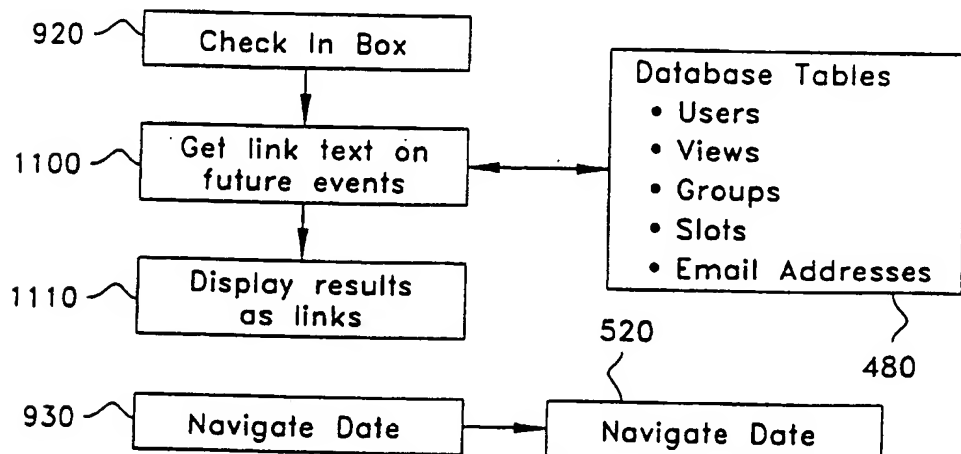 920
Check In Box
1100
Get link text on
future events
1110
Display results
as links
Database Tables
• Users
• Views
• Groups
• Slots
• Email Addresses
480
930
Navigate Date
520
Navigate Date